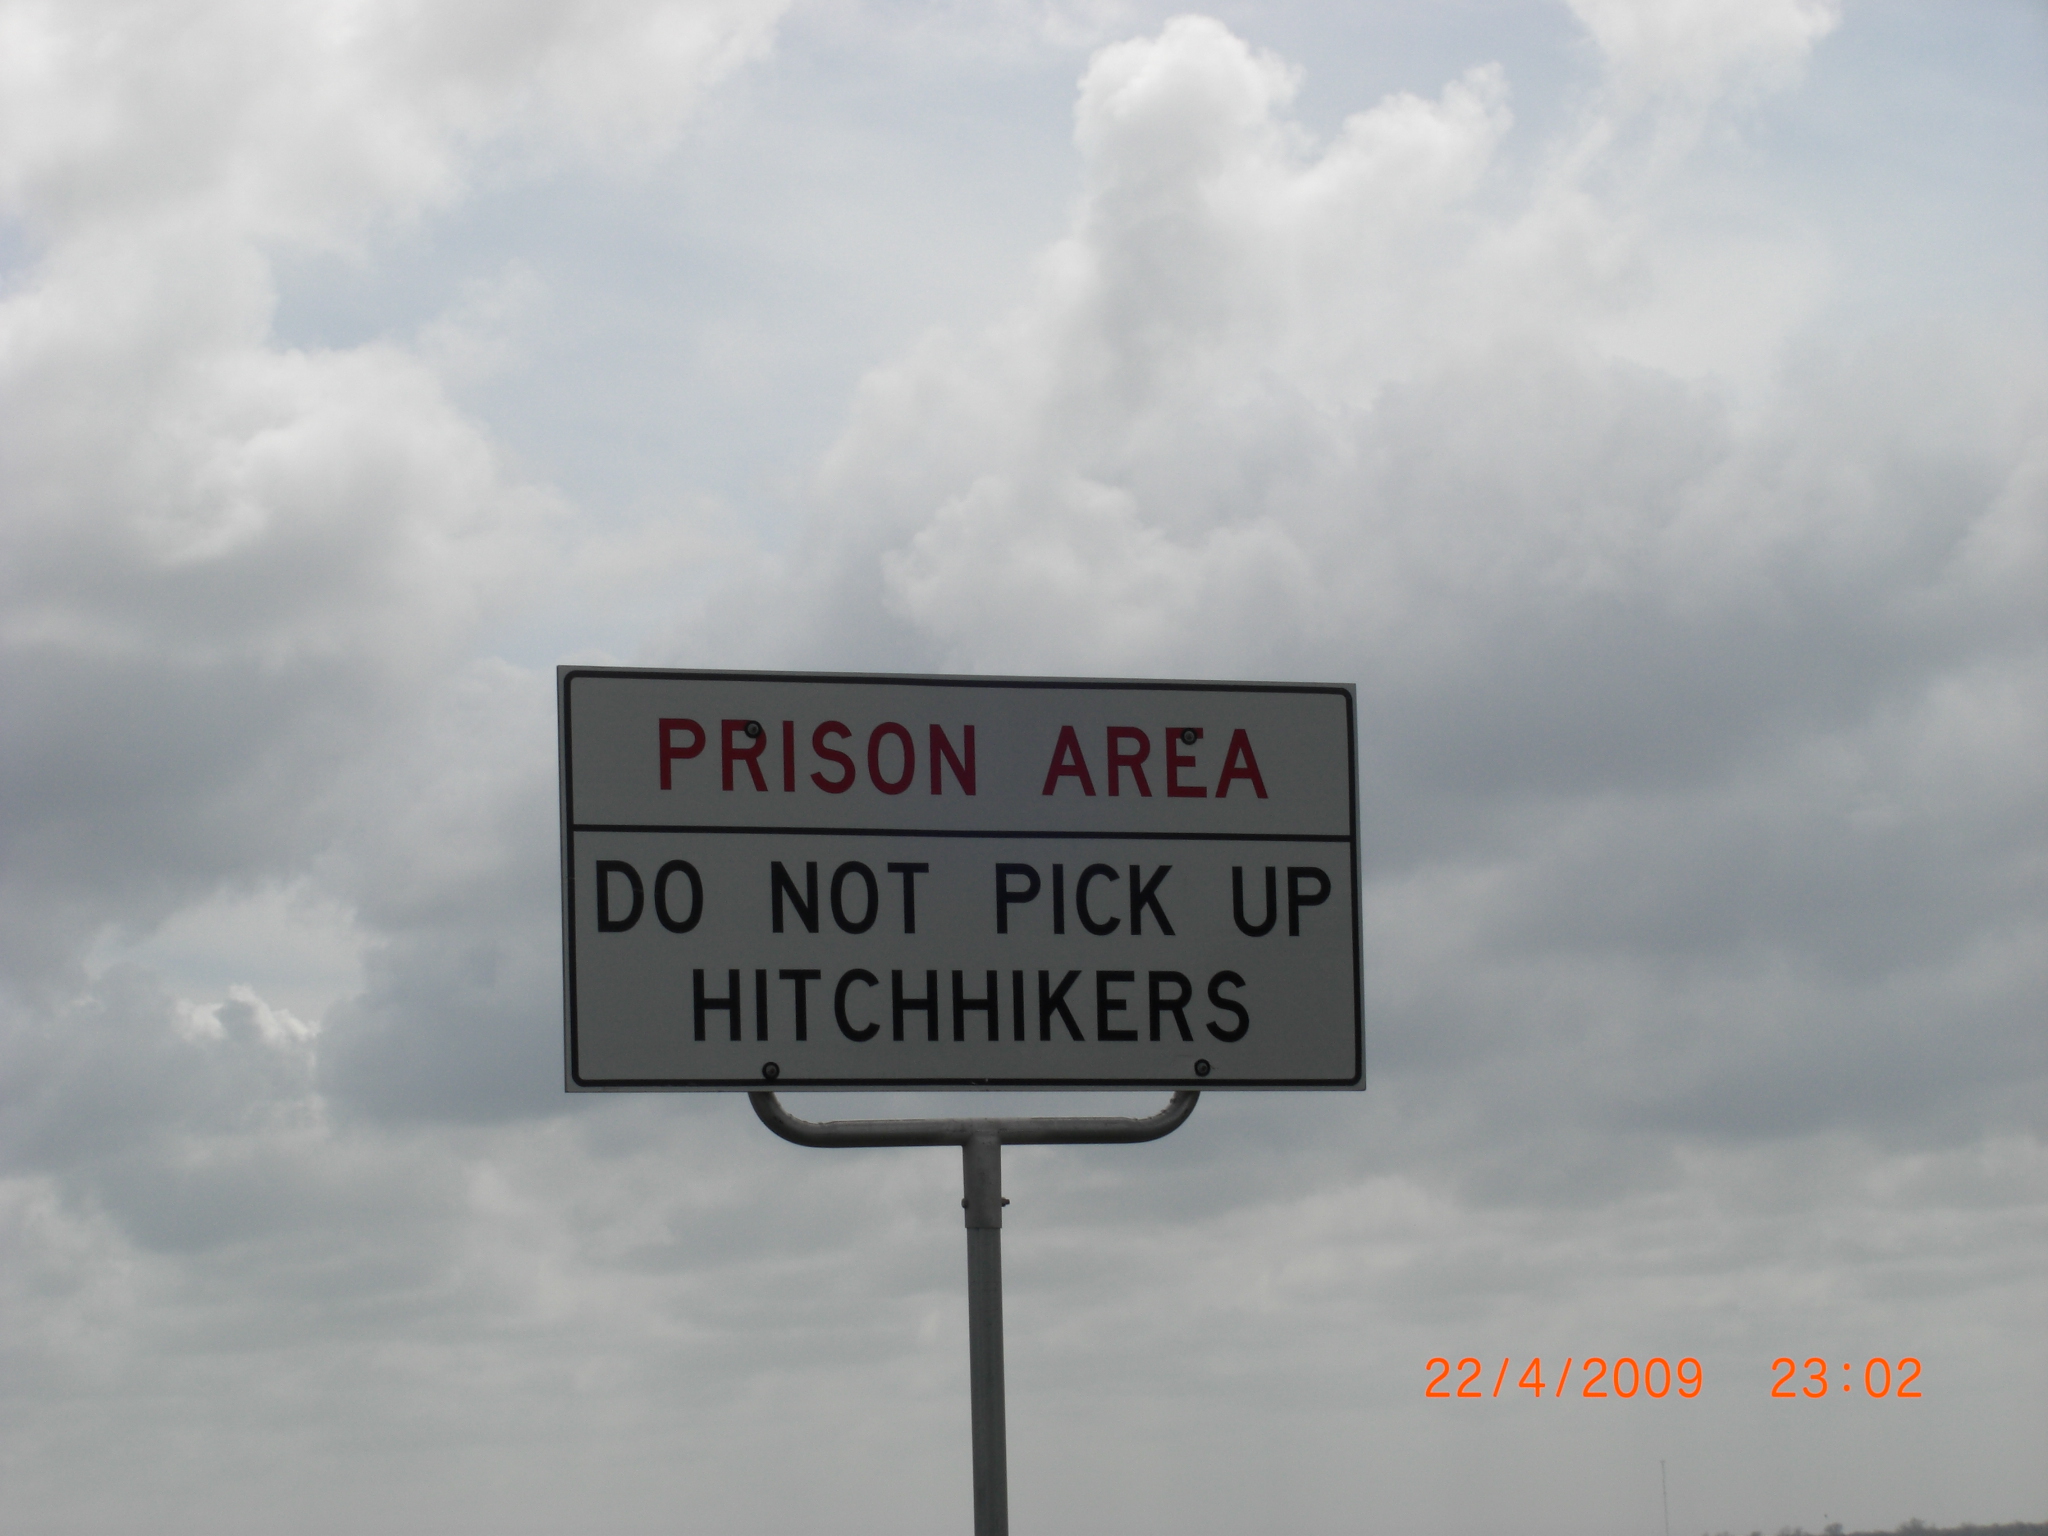 PRISON AREA
DO NOT PICK UP
HITCHHIKERS
22/4/2009 23:02